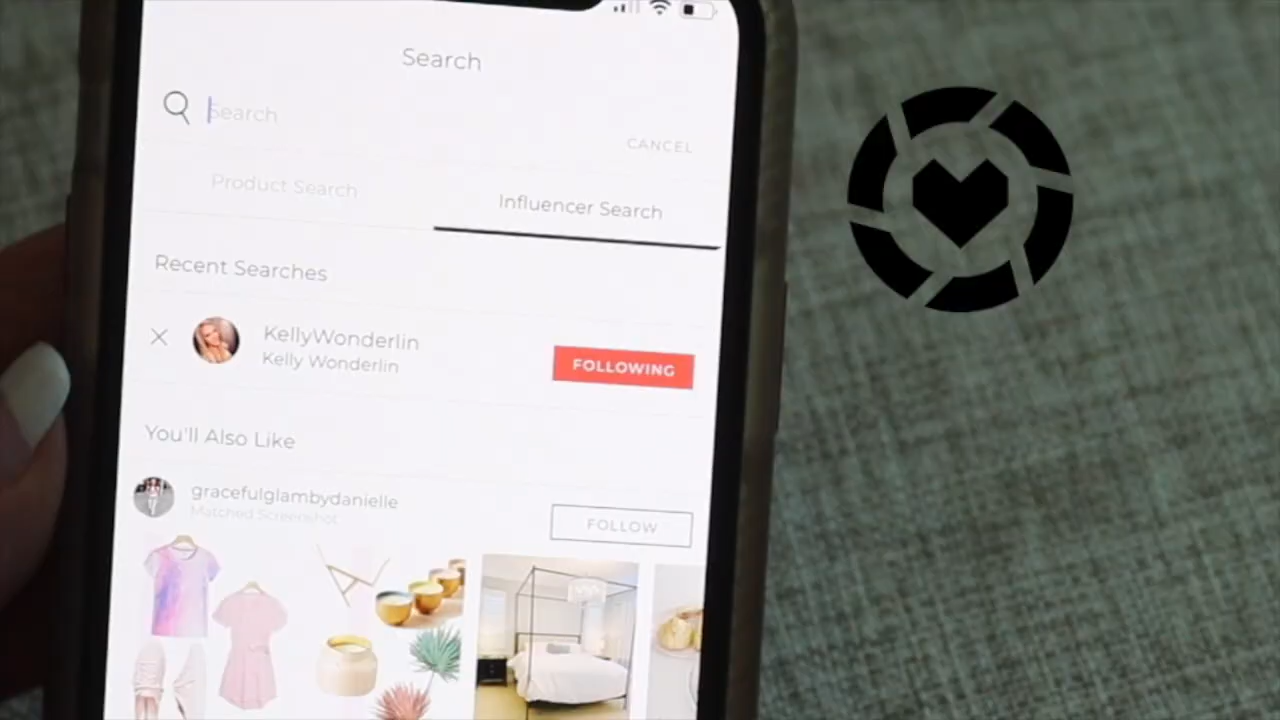 Search
Search
CANCEL
Product Search
Influencer Search
Recent Searches
KellyWonderlin
Kelly Wonderlin
FOLLOWING
You'll Also Like
gracefulglambydanielle
Matched Screenshot
FOLLOW